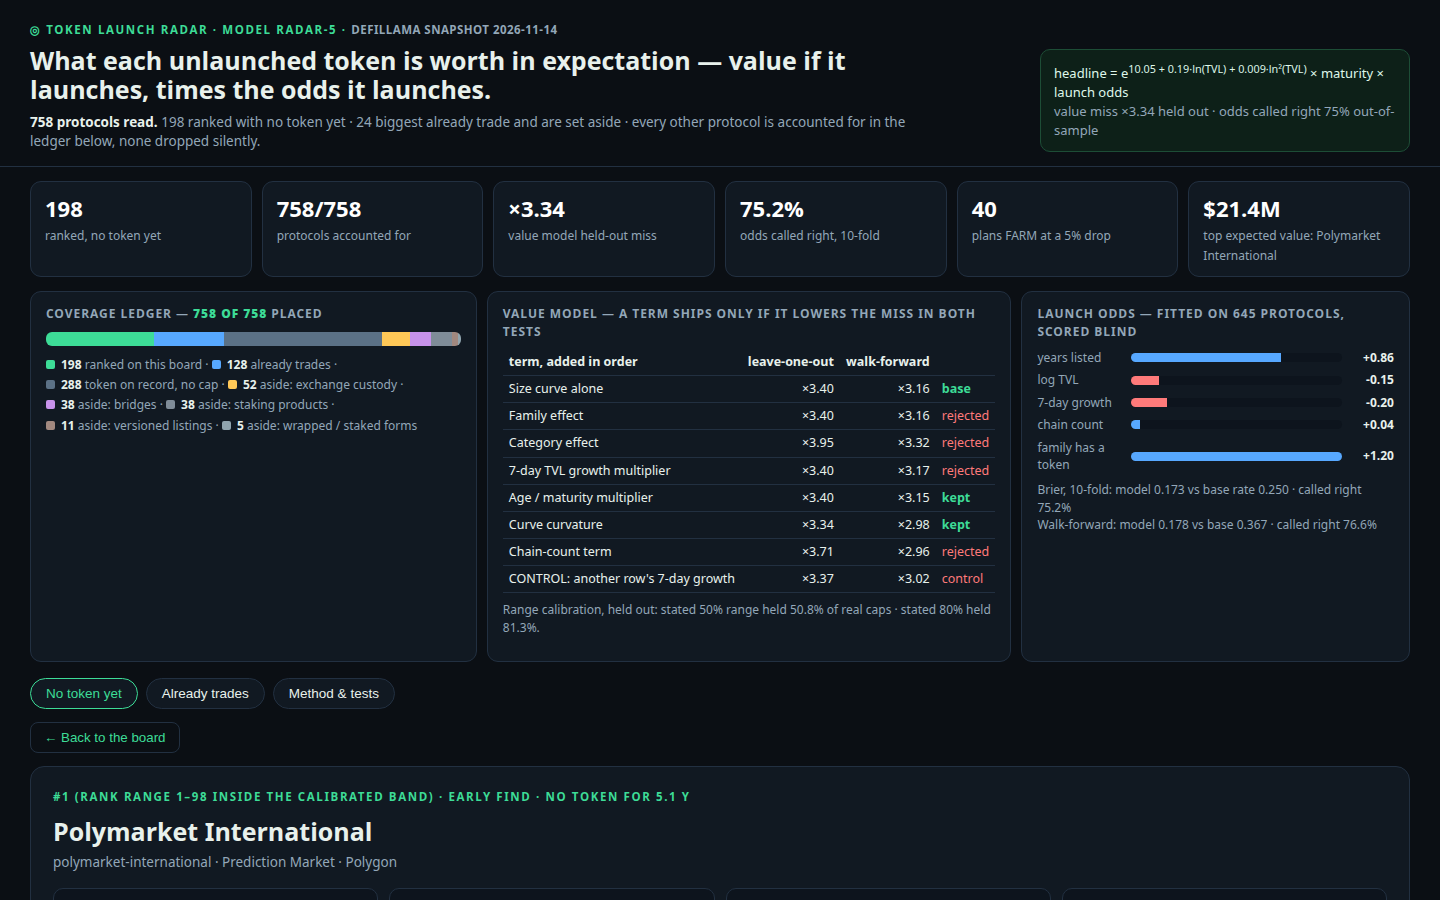 ◎ TOKEN LAUNCH RADAR · MODEL RADAR-5 · DEFILLAMA SNAPSHOT 2026-11-14
What each unlaunched token is worth in expectation — value if it
launches, times the odds it launches.
758 protocols read. 198 ranked with no token yet · 24 biggest already trade and are set aside · every other protocol is accounted for in the
ledger below, none dropped silently.
headline = e10.05 + 0.19·ln(TVL) + 0.009·ln²(TVL) × maturity ×
launch odds
value miss ×3.34 held out · odds called right 75% out-of-
sample
198
ranked, no token yet
758/758
protocols accounted for
×3.34
value model held-out miss
75.2%
odds called right, 10-fold
40
plans FARM at a 5% drop
$21.4M
top expected value: Polymarket
International
COVERAGE LEDGER — 758 OF 758 PLACED
198 ranked on this board · 128 already trades ·
288 token on record, no cap · 52 aside: exchange custody ·
38 aside: bridges · 38 aside: staking products ·
11 aside: versioned listings · 5 aside: wrapped / staked forms
VALUE MODEL — A TERM SHIPS ONLY IF IT LOWERS THE MISS IN BOTH
TESTS
term, added in order leave-one-out walk-forward
Size curve alone ×3.40 ×3.16 base
Family effect ×3.40 ×3.16 rejected
Category effect ×3.95 ×3.32 rejected
7-day TVL growth multiplier ×3.40 ×3.17 rejected
Age / maturity multiplier ×3.40 ×3.15 kept
Curve curvature ×3.34 ×2.98 kept
Chain-count term ×3.71 ×2.96 rejected
CONTROL: another row's 7-day growth ×3.37 ×3.02 control
Range calibration, held out: stated 50% range held 50.8% of real caps · stated 80% held
81.3%.
LAUNCH ODDS — FITTED ON 645 PROTOCOLS,
SCORED BLIND
years listed +0.86
log TVL -0.15
7-day growth -0.20
chain count +0.04
family has a
token +1.20
Brier, 10-fold: model 0.173 vs base rate 0.250 · called right
75.2%
Walk-forward: model 0.178 vs base 0.367 · called right 76.6%
No token yet
Already trades
Method & tests
← Back to the board
#1 (RANK RANGE 1–98 INSIDE THE CALIBRATED BAND) · EARLY FIND · NO TOKEN FOR 5.1 Y
Polymarket International
polymarket-international · Prediction Market · Polygon